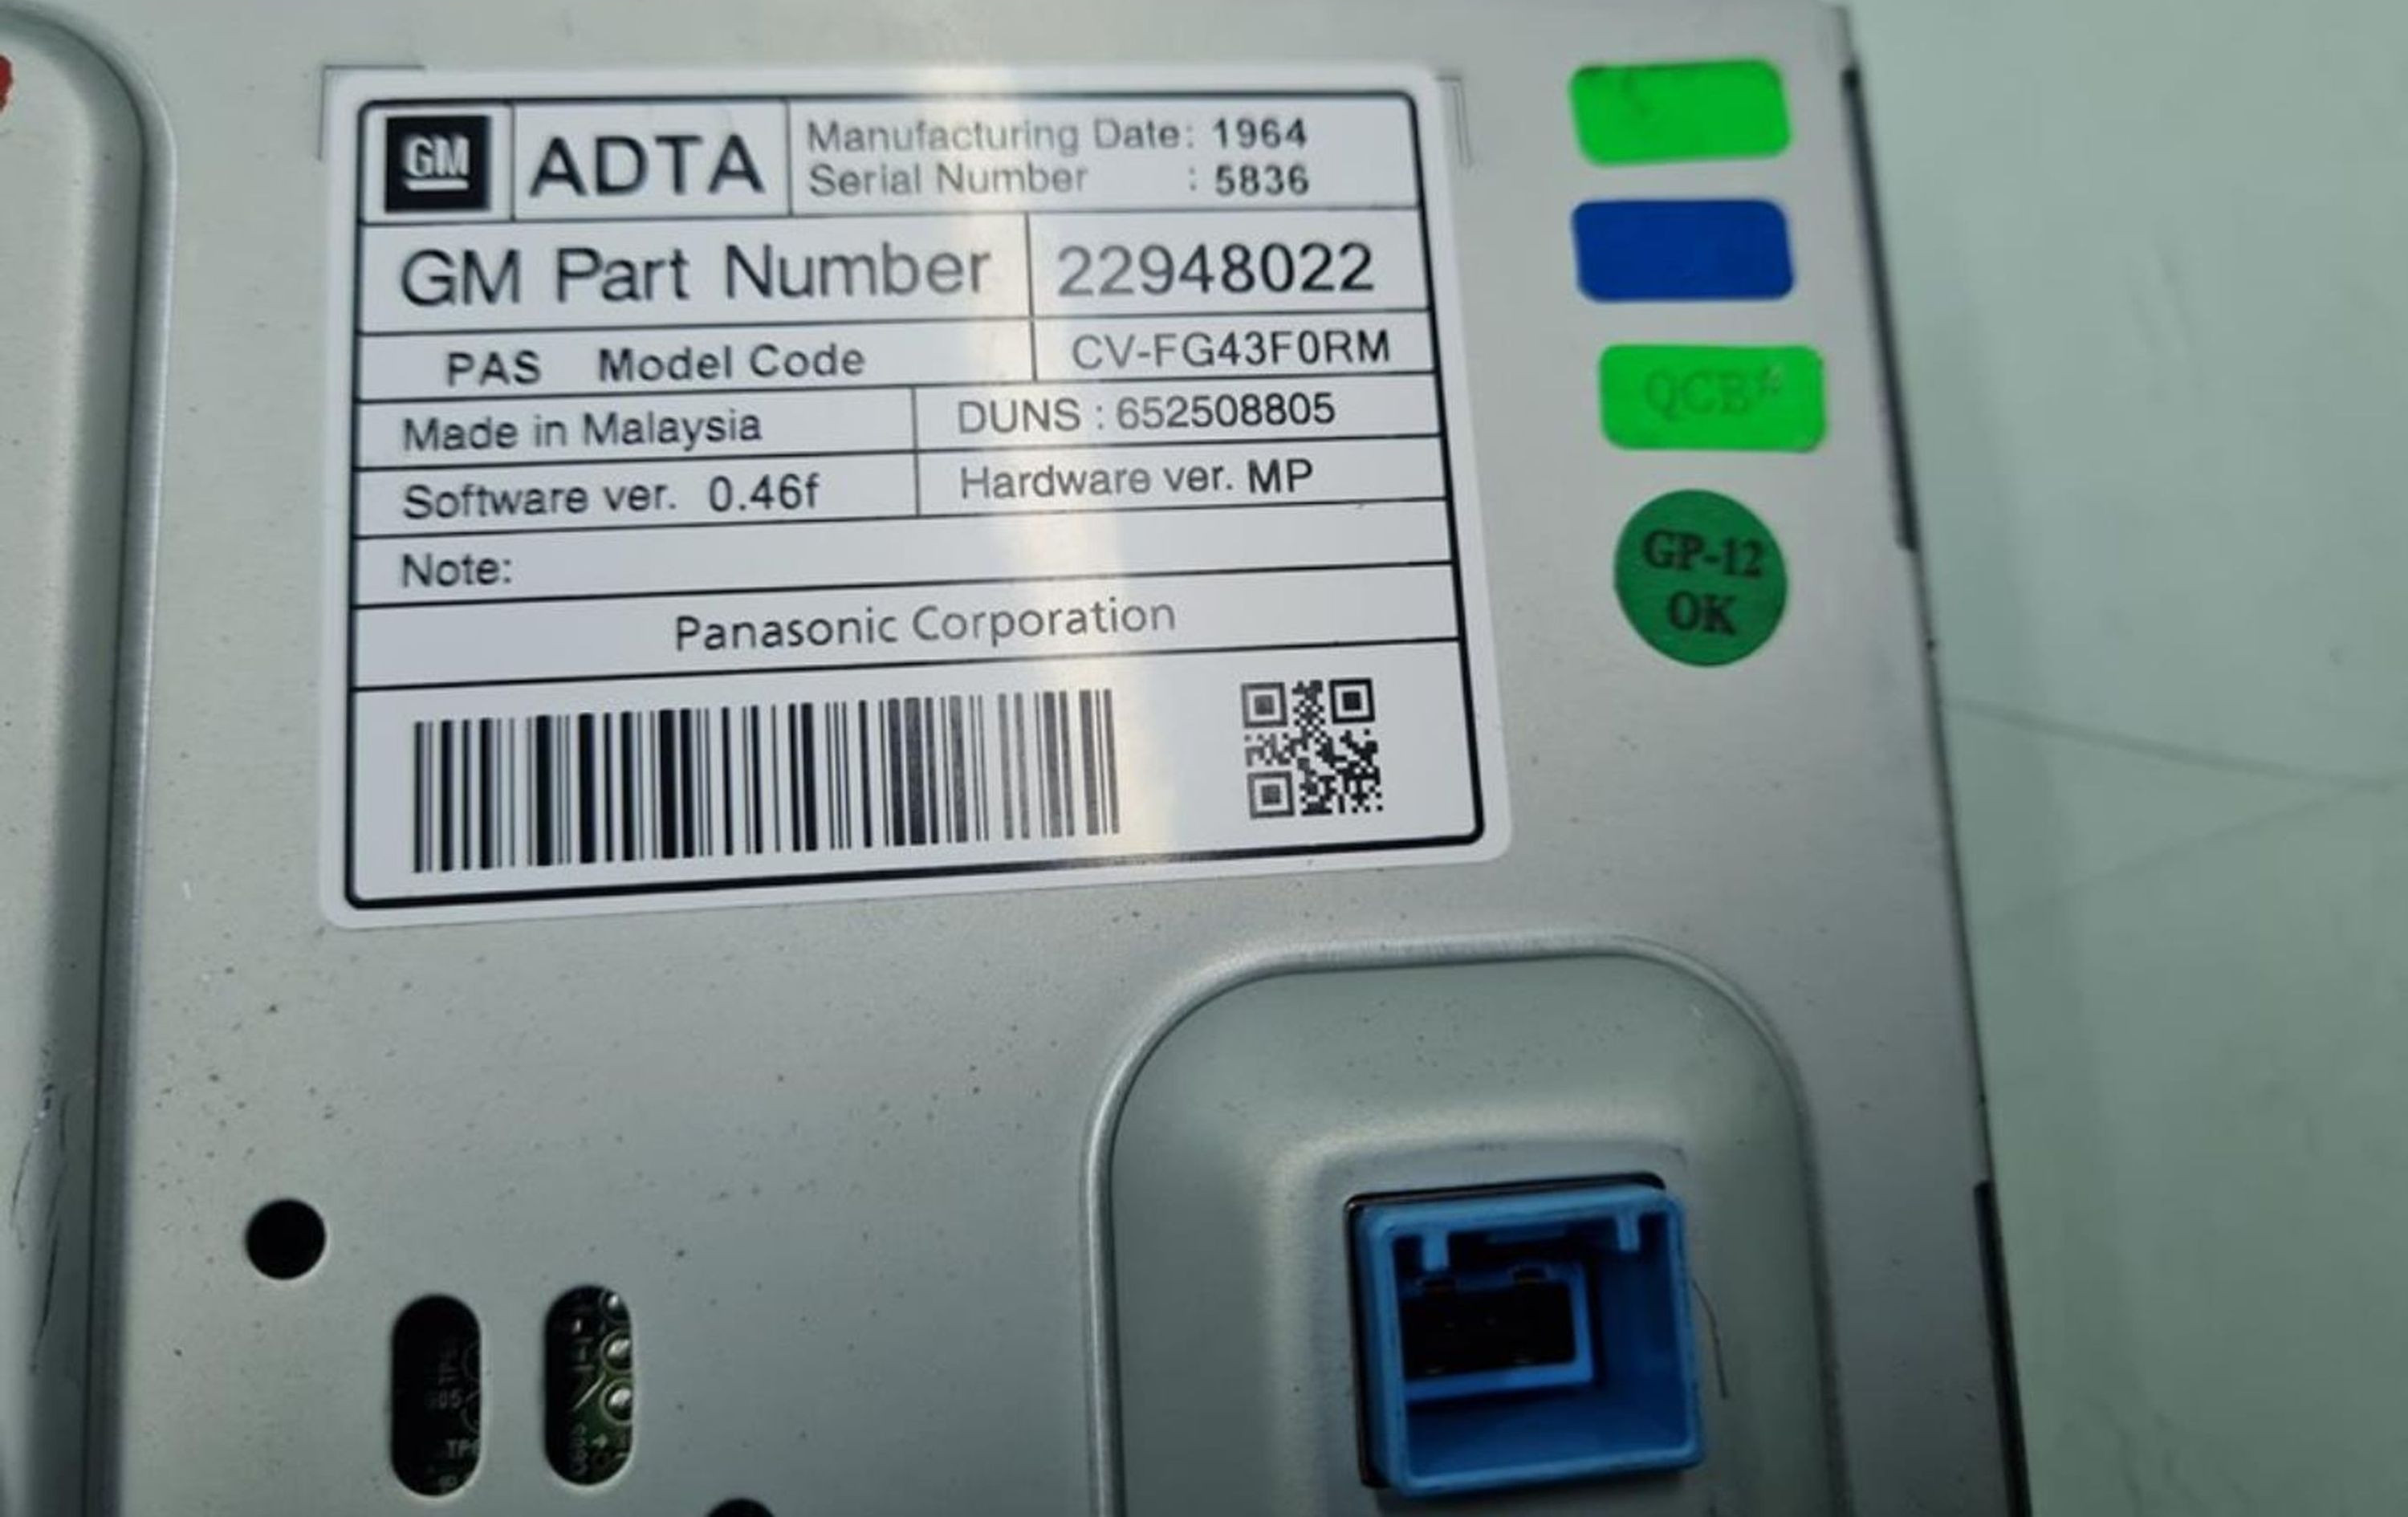 GM
ADTA
Manufacturing Date: 1964
Serial Number : 5836
GM Part Number 22948022
PAS Model Code CV-FG43F0RM
Made in Malaysia DUNS : 652508805
Software ver. 0.46f Hardware ver. MP
Note:
Panasonic Corporation
GP-12
OK